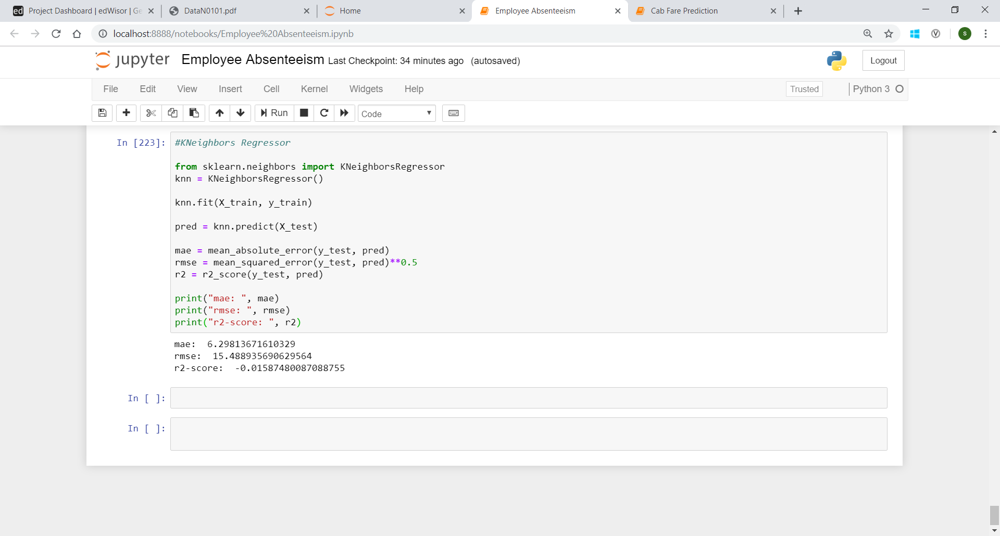 ed Project Dashboard | edWisor | Ge
DataN0101.pdf
Home
Employee Absenteeism
Cab Fare Prediction
localhost:8888/notebooks/Employee%20Absenteeism.ipynb
S
jupyter Employee Absenteeism Last Checkpoint: 34 minutes ago (autosaved)
Logout
File Edit View Insert Cell Kernel Widgets Help
Trusted
Python 3
Run
Code
In [223]:
#KNeighbors Regressor
from sklearn.neighbors import KNeighborsRegressor
knn = KNeighborsRegressor()
knn.fit(X_train, y_train)
pred = knn.predict(X_test)
mae = mean_absolute_error(y_test, pred)
rmse = mean_squared_error(y_test, pred)**0.5
r2 = r2_score(y_test, pred)
print("mae: ", mae)
print("rmse: ", rmse)
print("r2-score: ", r2)
mae:  6.29813671610329
rmse:  15.488935690629564
r2-score:  -0.01587480087088755
In [ ]:
In [ ]: